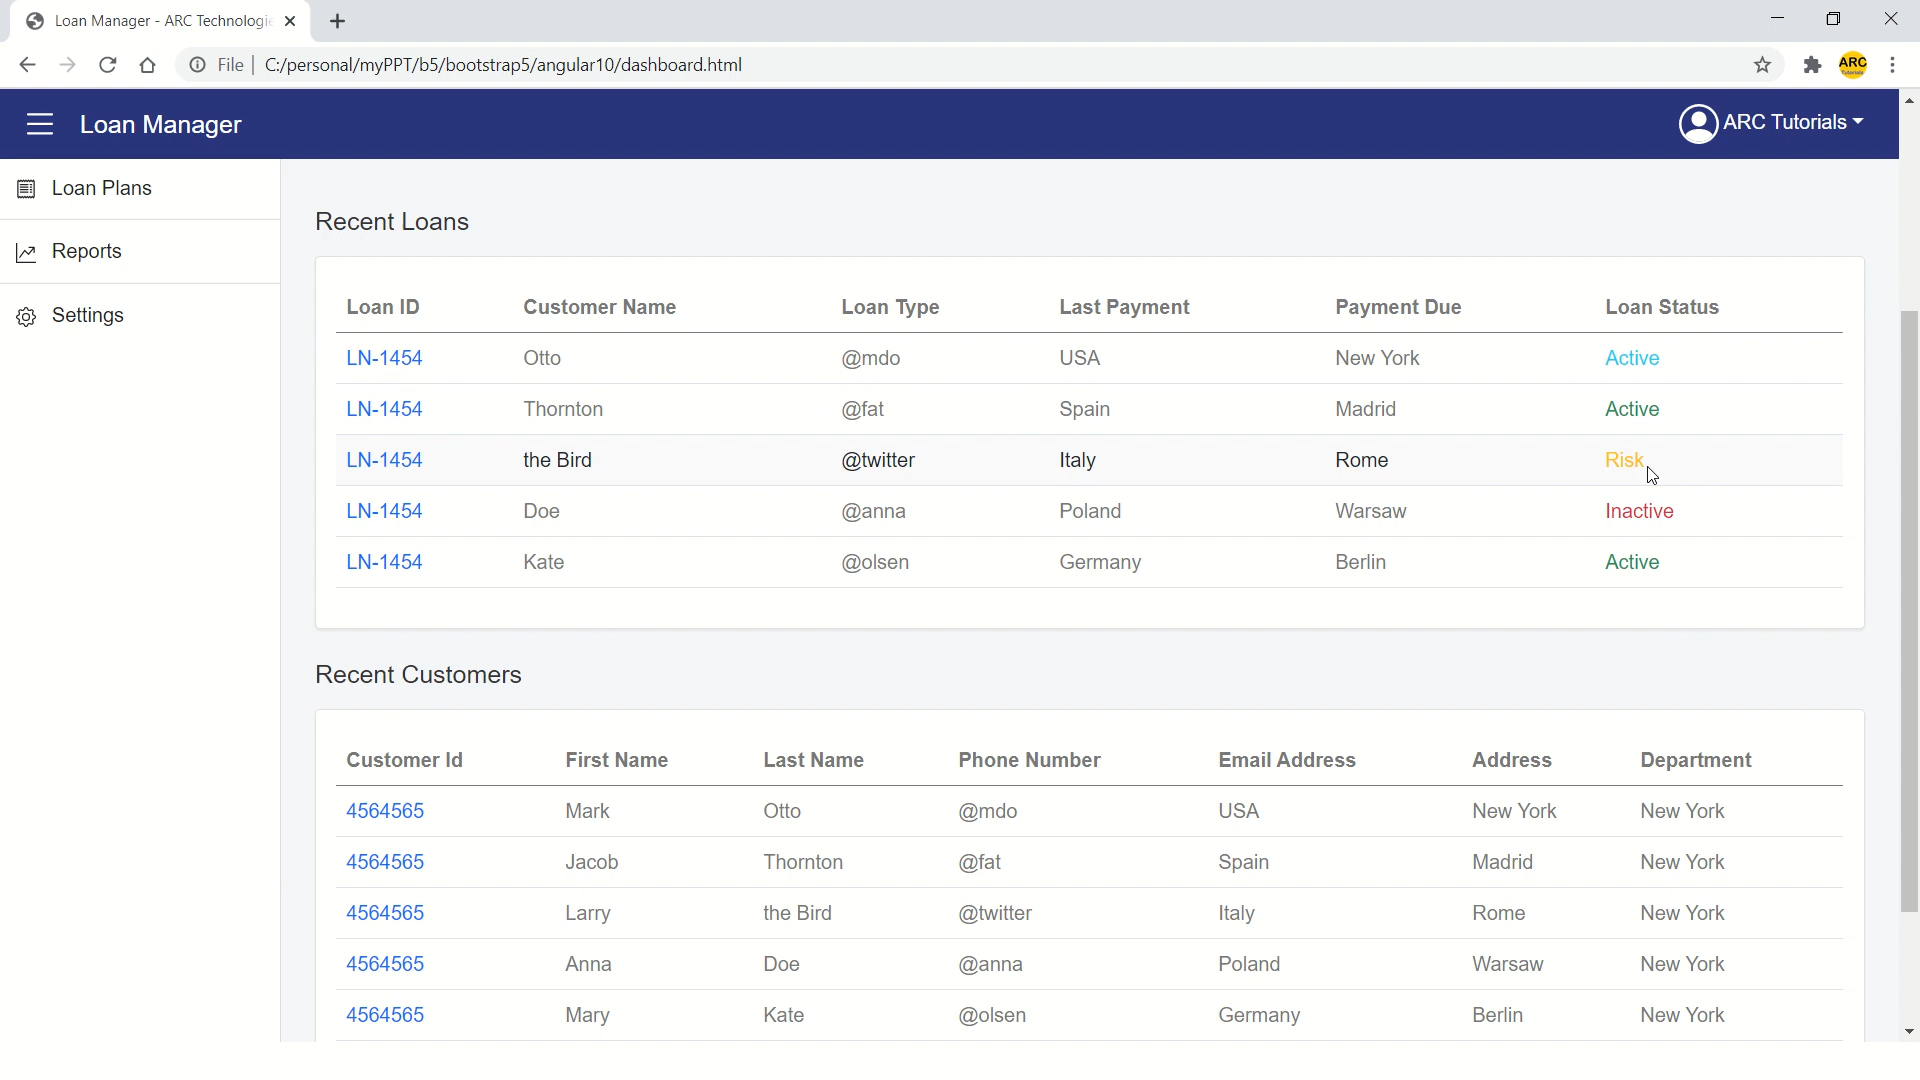 Loan Manager - ARC Technologie
File C:/personal/myPPT/b5/bootstrap5/angular10/dashboard.html
ARC
Tutorials
Loan Manager
ARC Tutorials
Loan Plans
Reports
Settings
Recent Loans
Loan ID Customer Name Loan Type Last Payment Payment Due Loan Status
LN-1454 Otto @mdo USA New York Active
LN-1454 Thornton @fat Spain Madrid Active
LN-1454 the Bird @twitter Italy Rome Risk
LN-1454 Doe @anna Poland Warsaw Inactive
LN-1454 Kate @olsen Germany Berlin Active
Recent Customers
Customer Id First Name Last Name Phone Number Email Address Address Department
4564565 Mark Otto @mdo USA New York New York
4564565 Jacob Thornton @fat Spain Madrid New York
4564565 Larry the Bird @twitter Italy Rome New York
4564565 Anna Doe @anna Poland Warsaw New York
4564565 Mary Kate @olsen Germany Berlin New York